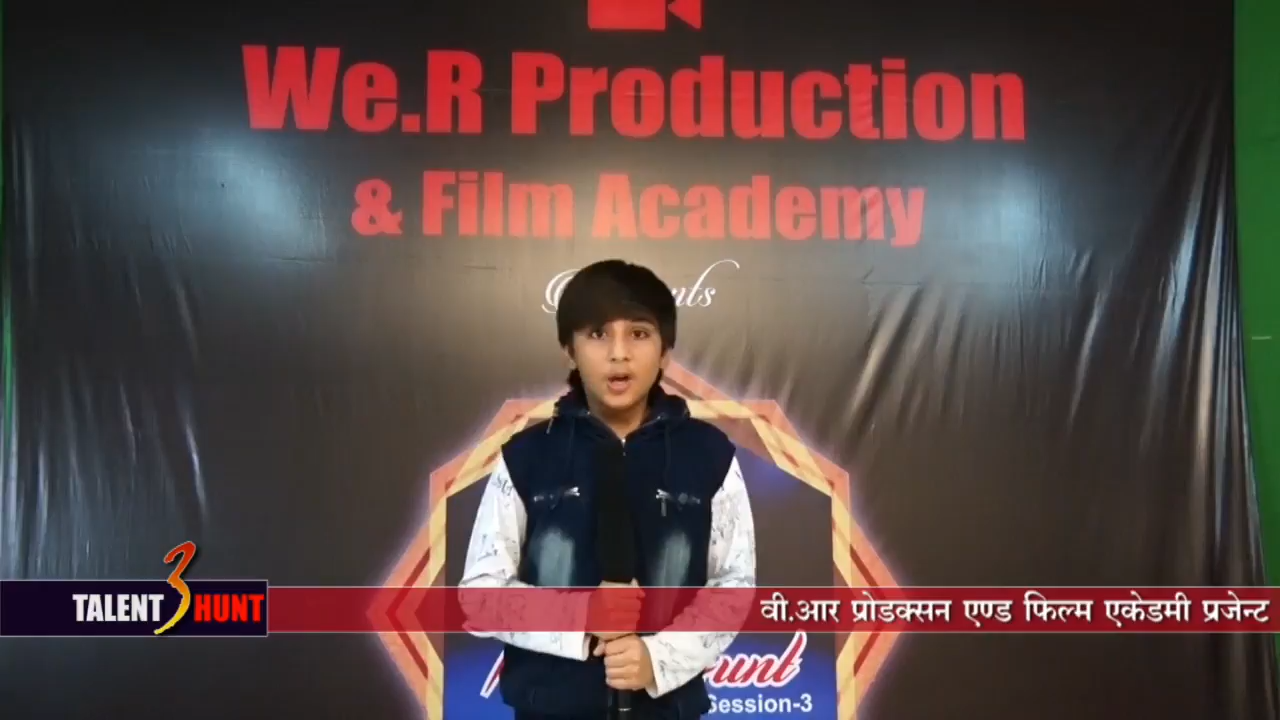 We.R Production
& Film Academy
TALENT 3 HUNT
वी.आर प्रोडक्सन एण्ड फिल्म एकेडमी प्रजेन्ट
Session-3